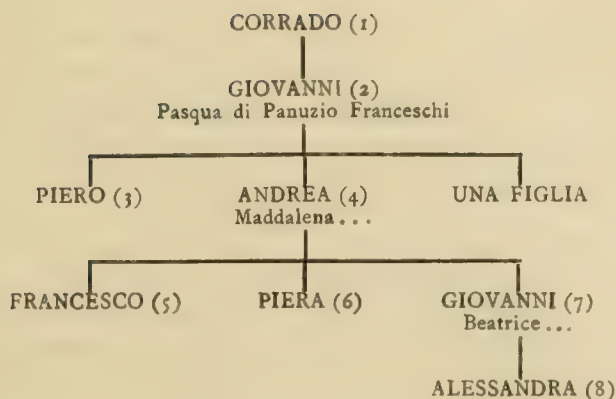 CORRADO (1)
GIOVANNI (2)
Pasqua di Panuzio Franceschi
PIERO (3) ANDREA (4) UNA FIGLIA
Maddalena...
FRANCESCO (5) PIERA (6) GIOVANNI (7)
Beatrice...
ALESSANDRA (8)